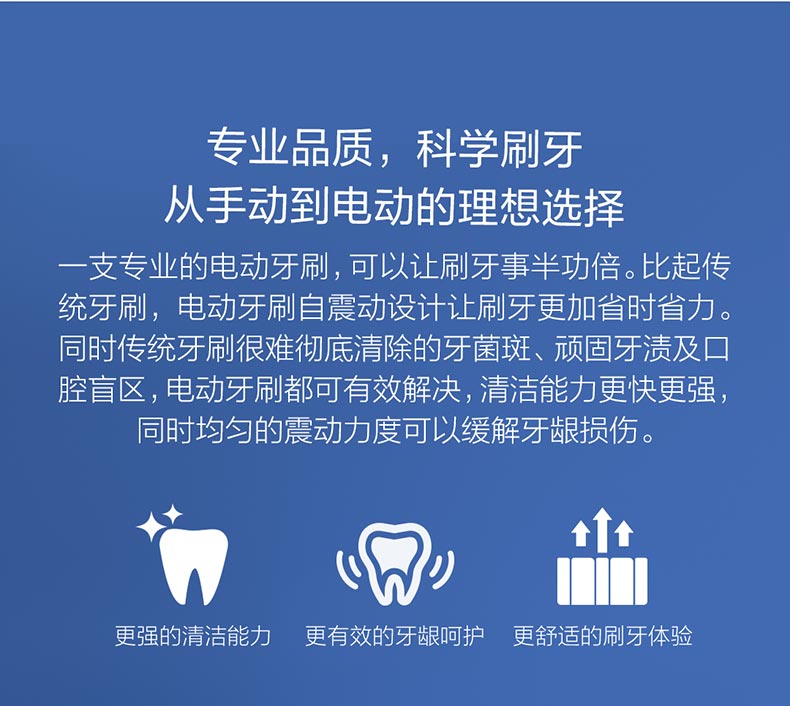 专业品质，科学刷牙
从手动到电动的理想选择
一支专业的电动牙刷，可以让刷牙事半功倍。比起传
统牙刷，电动牙刷自震动设计让刷牙更加省时省力。
同时传统牙刷很难彻底清除的牙菌斑、顽固牙渍及口
腔盲区，电动牙刷都可有效解决，清洁能力更快更强，
同时均匀的震动力度可以缓解牙龈损伤。
更强的清洁能力
更有效的牙龈呵护
更舒适的刷牙体验